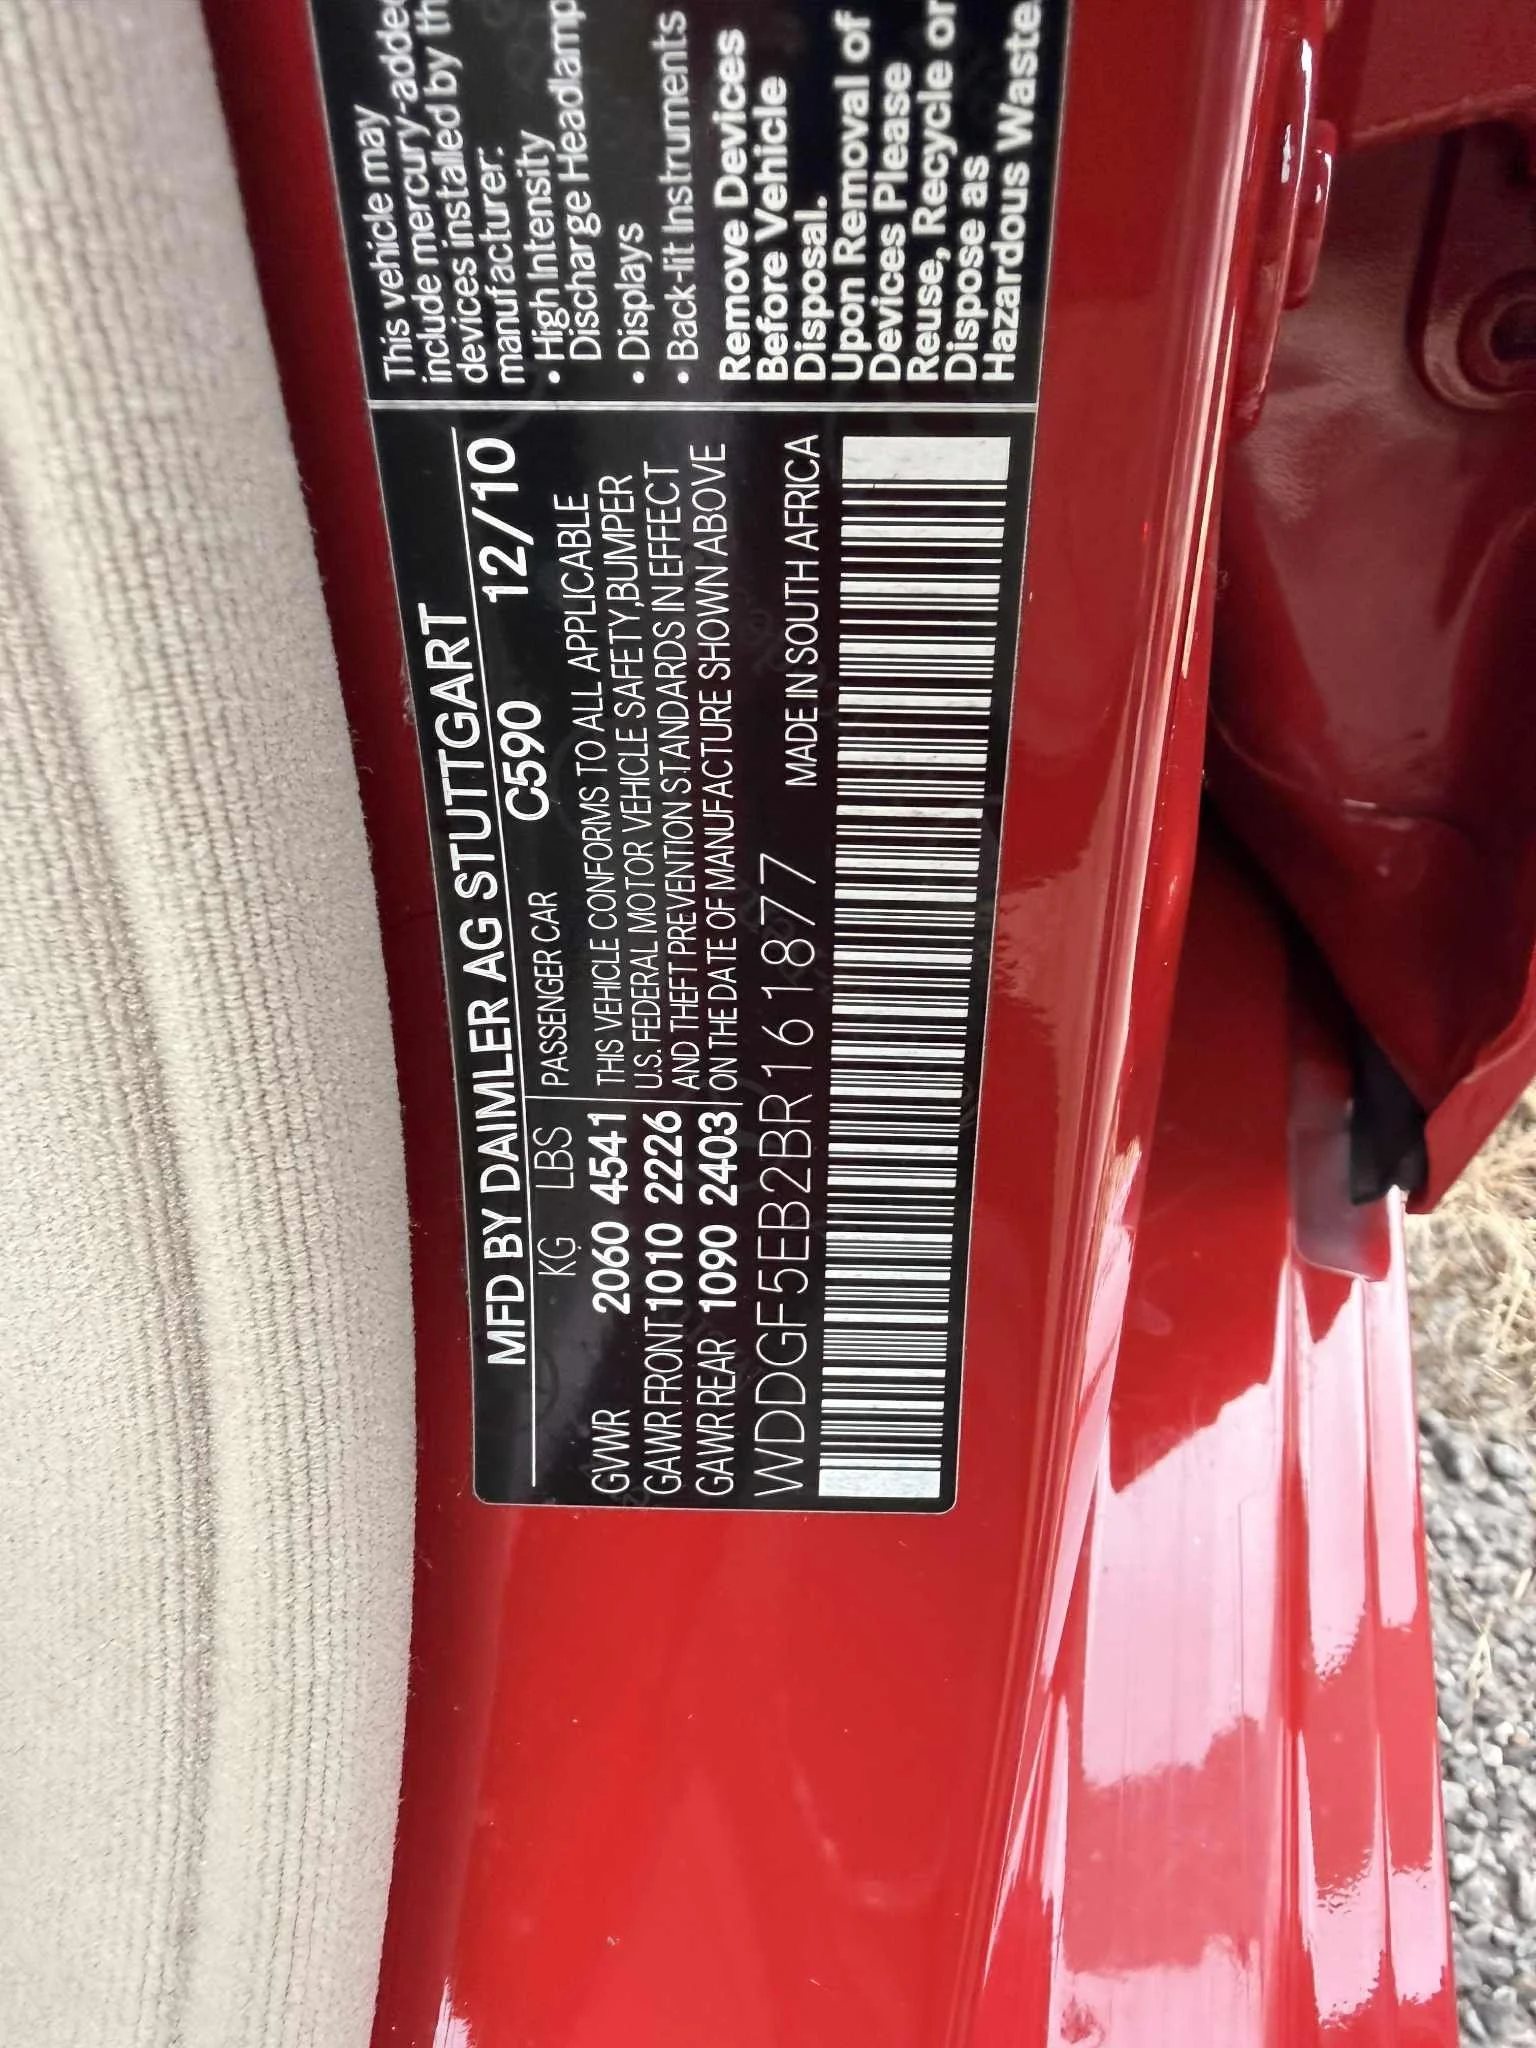 MFD BY DAIMLER AG STUTTGART
C590 12/10
KG LBS PASSENGER CAR
GVWR 2060 4541 THIS VEHICLE CONFORMS TO ALL APPLICABLE
GAWR FRONT 1010 2226 U.S. FEDERAL MOTOR VEHICLE SAFETY,BUMPER
GAWR REAR 1090 2403 AND THEFT PREVENTION STANDARDS IN EFFECT
ON THE DATE OF MANUFACTURE SHOWN ABOVE
WDDGF5EB2BR161877 MADE IN SOUTH AFRICA
This vehicle may
include mercury-added
devices installed by
manufacturer:
• High Intensity
Discharge Headlamp
• Displays
• Back-lit Instruments
Remove Devices
Before Vehicle
Disposal.
Upon Removal of
Devices Please
Reuse, Recycle or
Dispose as
Hazardous Waste.